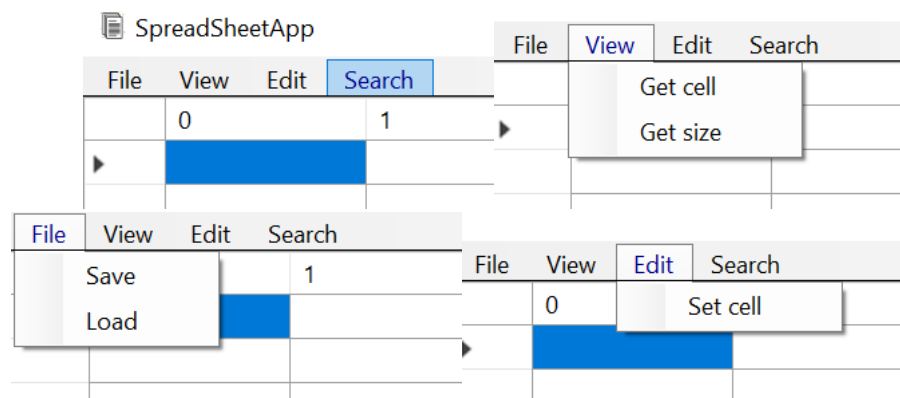 SpreadSheetApp
File View Edit Search
0 1
File View Edit Search
Get cell
Get size
File View Edit Search
1
Save
Load
File View Edit Search
0
Set cell